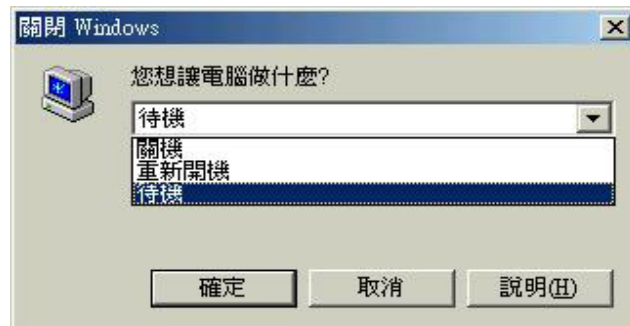 關閉 Windows
您想讓電腦做什麼?
待機
關機
重新開機
待機
確定 取消 說明(H)